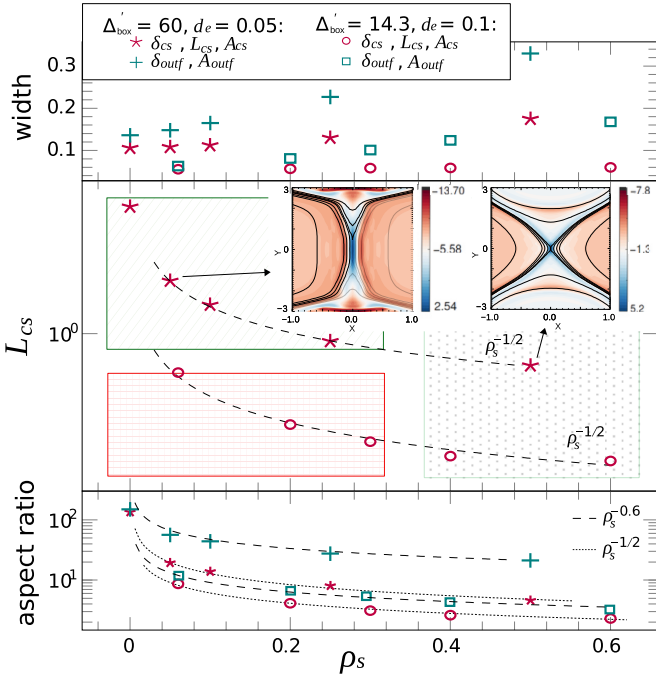 Δ'box = 60, de = 0.05:
δcs , Lcs, Acs
δoutf , Aoutf
Δ'box = 14.3, de = 0.1:
δcs , Lcs, Acs
δoutf , Aoutf
width
0.3
0.2
0.1
Lcs
10^0
3
0
−3
Y
−1.0
0.0
1.0
X
−13.70
−5.58
2.54
3
0
−3
Y
−1.0
0.0
1.0
X
−7.8
−1.3
5.2
ρs^−1/2
ρs^−1/2
aspect ratio
10^2
10^1
ρs^−0.6
ρs^−1/2
0
0.2
0.4
0.6
ρs